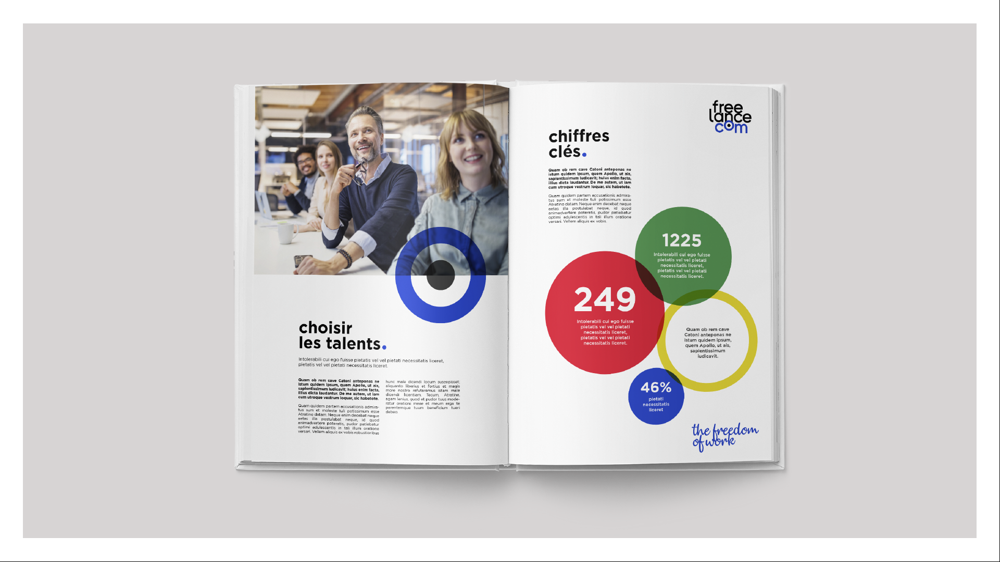 choisir
les talents.
Intolerabili cui ego fuisse pietatis vel vel pietati necessitatis liceret,
pietatis vel vel pietati necessitatis liceret.
Quam ob rem cave Catoni anteponas ne
istum quidem ipsum, quem Apollo, ut ais,
sapientissimum iudicavit; huius enim facta,
illius dicta laudantur. De me autem, ut iam
cum utroque vestrum loquar, sic habetote.
Quam quidem partem accusationis admira-
tus sum et moleste tuli potissimum esse
Atratino datam. Neque enim decebat neque
aetas illa postulabat neque, id quod
animadvertere poteratis, pudor patiebatur
optimi adulescentis in tali illum oratione
versari. Vellem aliquis ex vobis robustioribus
hunc male dicendi locum suscepisset;
aliquanto liberius et fortius et magis
more nostro refutaremus istam male
dicendi licentiam. Tecum, Atratine,
agam lenius, quod et pudor tuus mode-
ratur orationi meae et meum erga te
parentemque tuum beneficium tueri
debeo.
free
lance
com
chiffres
clés.
Quam ob rem cave Catoni anteponas ne
istum quidem ipsum, quem Apollo, ut ais,
sapientissimum iudicavit; huius enim facta,
illius dicta laudantur. De me autem, ut iam
cum utroque vestrum loquar, sic habetote.
Quam quidem partem accusationis admira-
tus sum et moleste tuli potissimum esse
Atratino datam. Neque enim decebat neque
aetas illa postulabat neque, id quod
animadvertere poteratis, pudor patiebatur
optimi adulescentis in tali illum oratione
versari. Vellem aliquis ex vobis.
1225
Intolerabili cui ego fuisse
pietatis vel vel pietati
necessitatis liceret,
pietatis vel vel pietati
necessitatis liceret.
249
Intolerabili cui ego fuisse
pietatis vel vel pietati
necessitatis liceret,
pietatis vel vel pietati
necessitatis liceret.
Quam ob rem cave
Catoni anteponas ne
istum quidem ipsum,
quem Apollo, ut ais,
sapientissimum
iudicavit.
46%
pietati
necessitatis
liceret
the freedom
of work